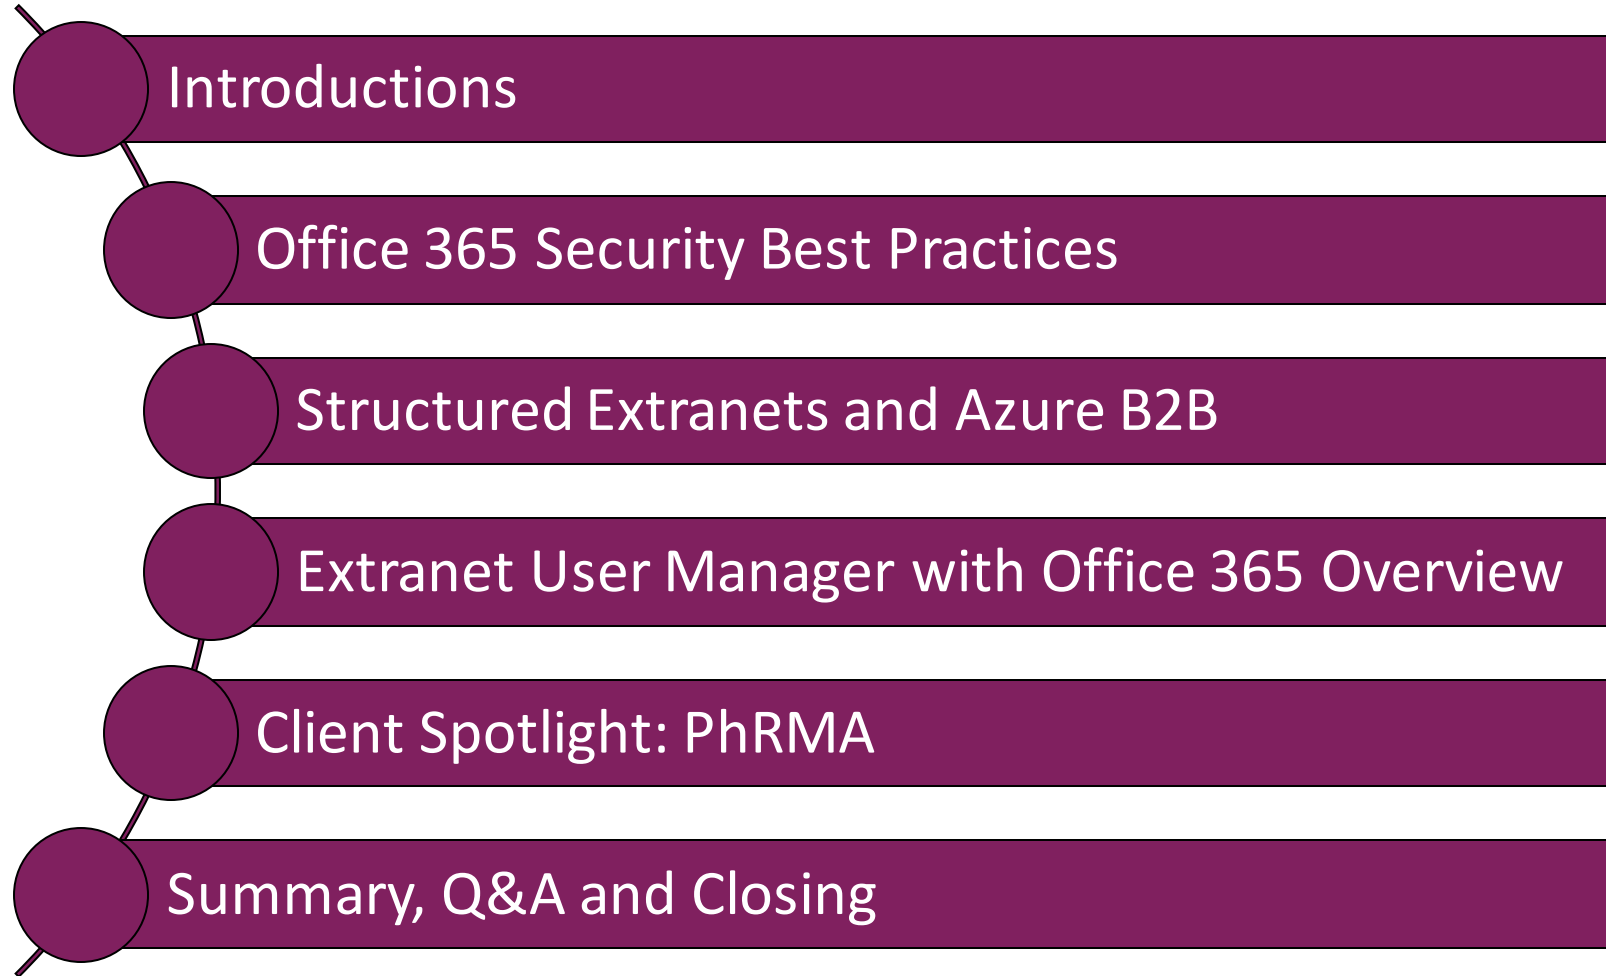 Introductions
Office 365 Security Best Practices
Structured Extranets and Azure B2B
Extranet User Manager with Office 365 Overview
Client Spotlight: PhRMA
Summary, Q&A and Closing